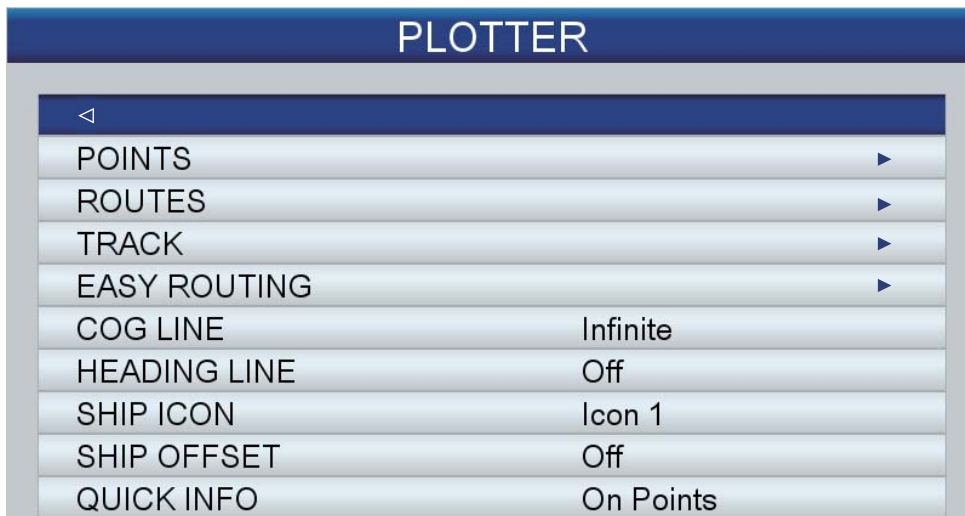 PLOTTER
POINTS
ROUTES
TRACK
EASY ROUTING
COG LINE Infinite
HEADING LINE Off
SHIP ICON Icon 1
SHIP OFFSET Off
QUICK INFO On Points